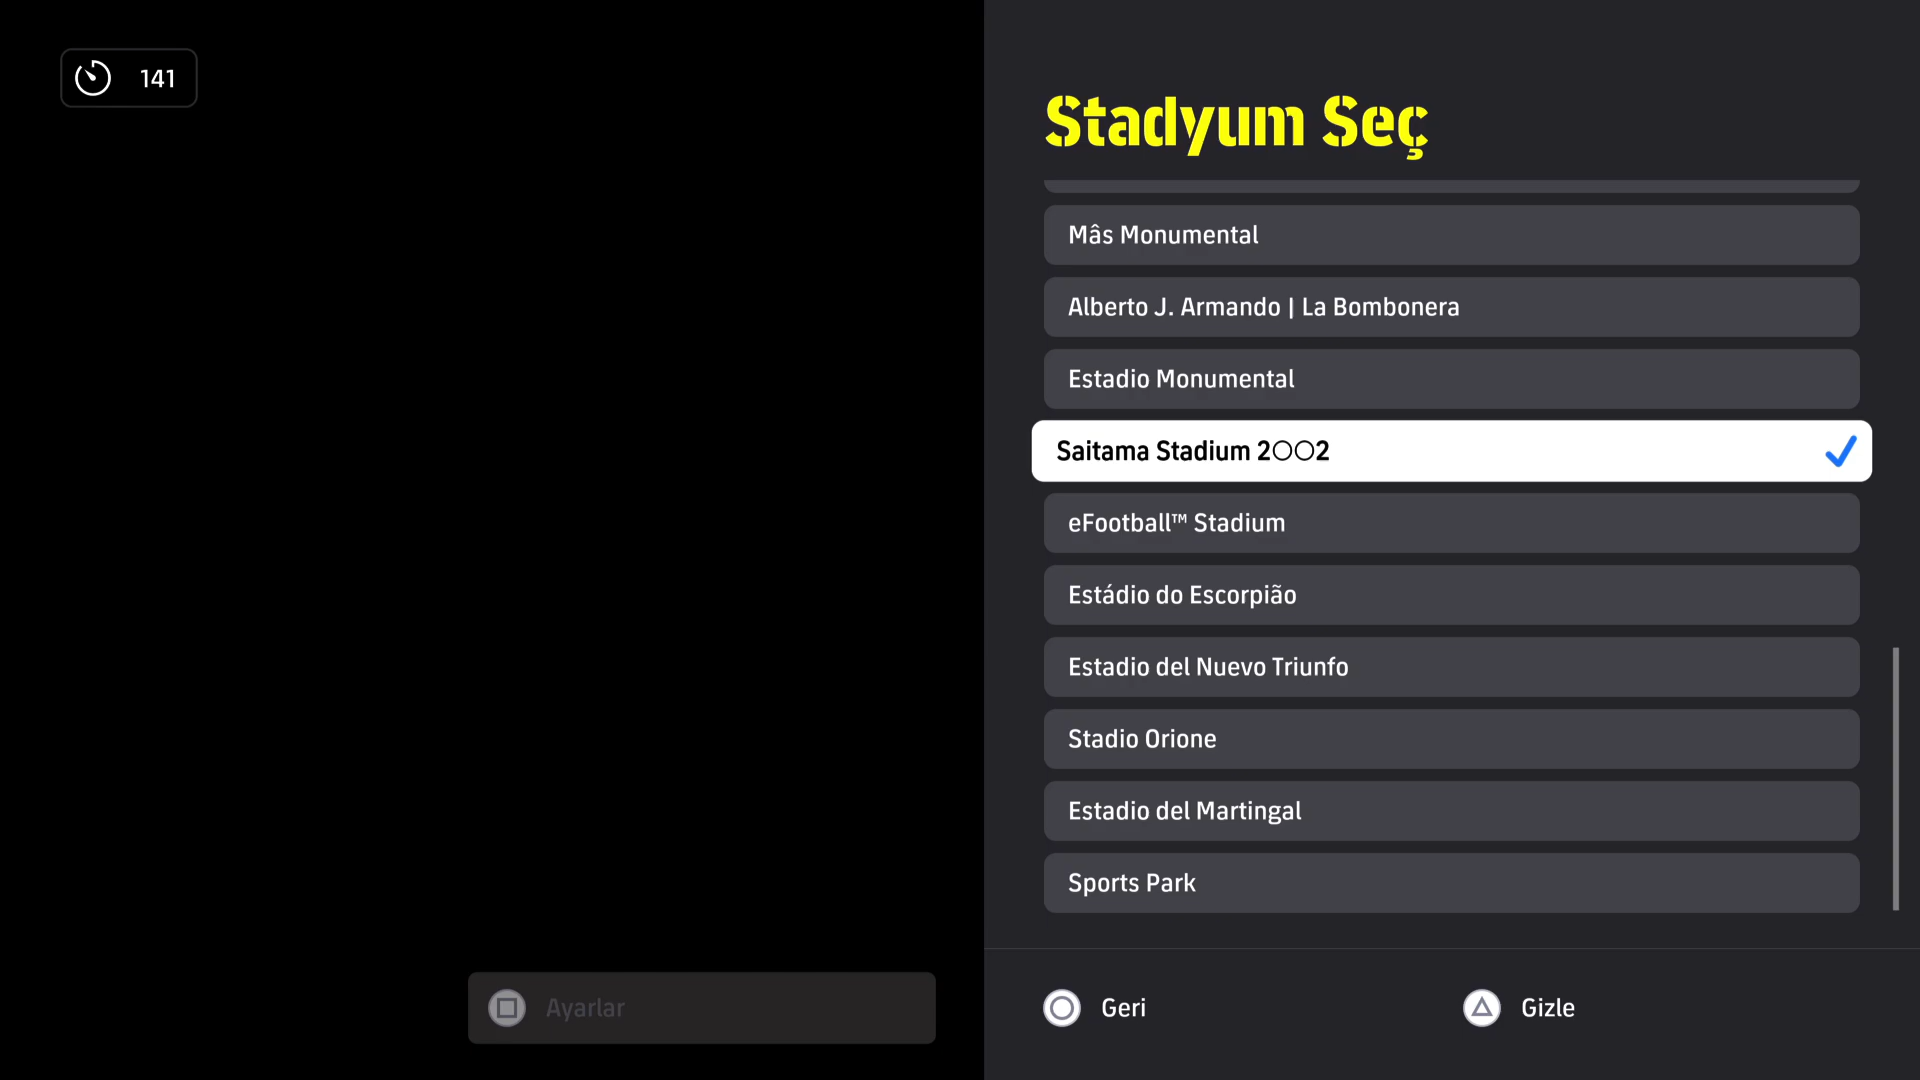 141
Stadyum Seç
Mâs Monumental
Alberto J. Armando | La Bombonera
Estadio Monumental
Saitama Stadium 2○○2
eFootball™ Stadium
Estádio do Escorpião
Estadio del Nuevo Triunfo
Stadio Orione
Estadio del Martingal
Sports Park
Ayarlar
Geri
Gizle